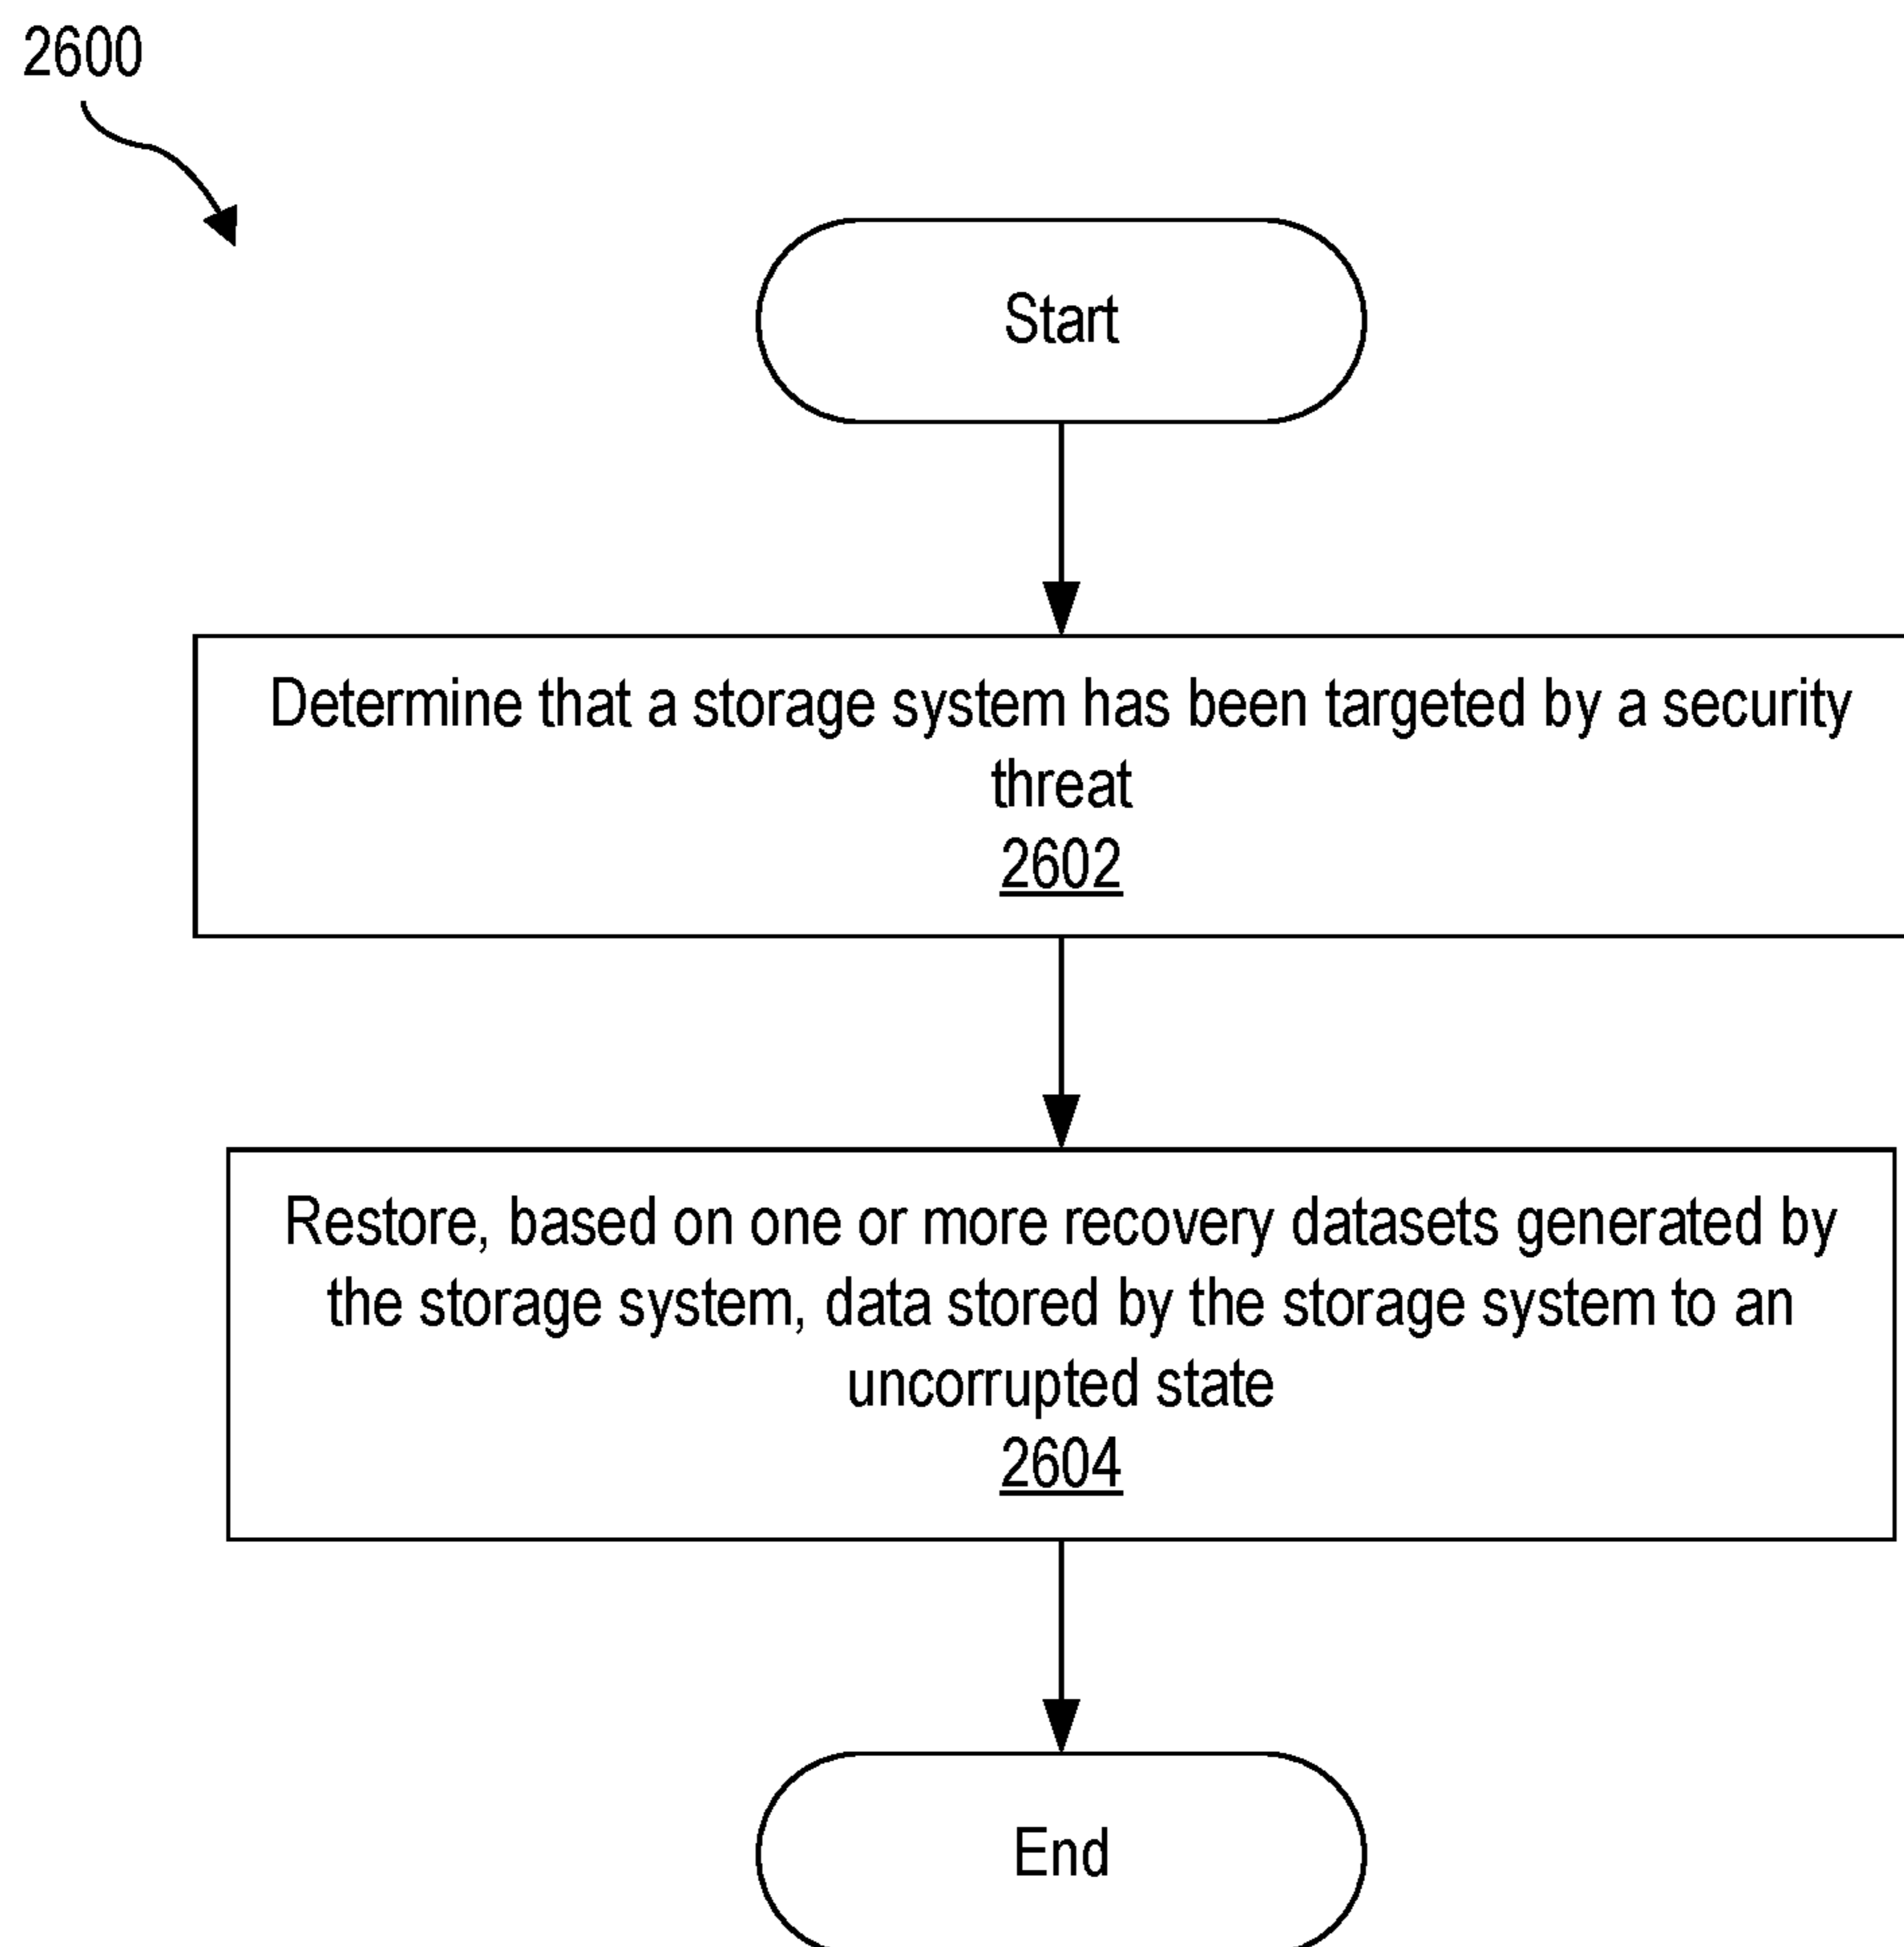 2600
Start
Determine that a storage system has been targeted by a security
threat
2602
Restore, based on one or more recovery datasets generated by
the storage system, data stored by the storage system to an
uncorrupted state
2604
End